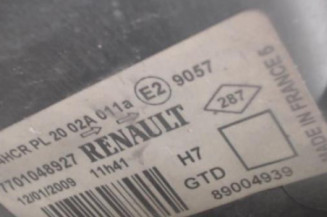 HCR.PL 20 02A 011a E2 9057
7701048927 RENAULT 287
12/01/2009 11h41 H7
GTD
89004939
MADE IN FRANCE